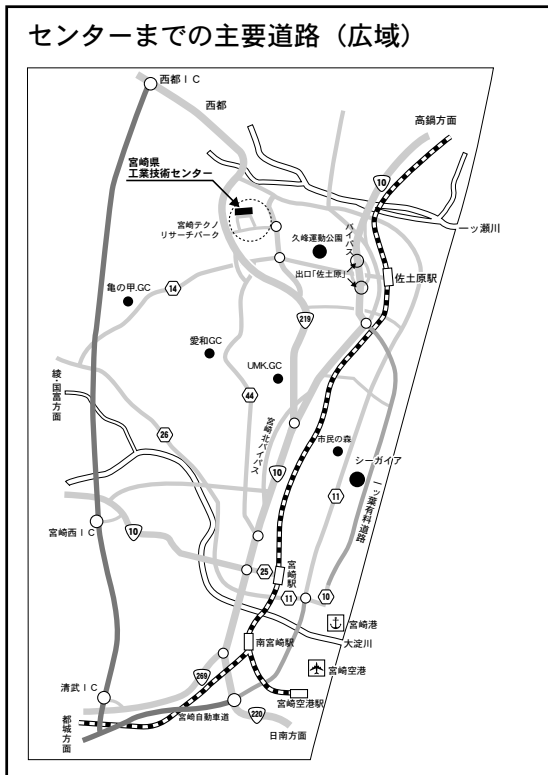 センターまでの主要道路（広域）
西都ＩＣ
西都
高鍋方面
宮崎県
工業技術センター
10
バイパス
一ッ瀬川
宮崎テクノ
リサーチパーク
久峰運動公園
出口「佐土原」
佐土原駅
亀の甲.GC
14
219
愛和GC
UMK.GC
綾・国富方面
44
宮崎北バイパス
26
市民の森
シーガイア
10
11
一ッ葉有料道路
宮崎西ＩＣ
10
25
宮崎駅
11
10
宮崎港
大淀川
南宮崎駅
宮崎空港
269
清武ＩＣ
宮崎空港駅
都城方面
宮崎自動車道
220
日南方面